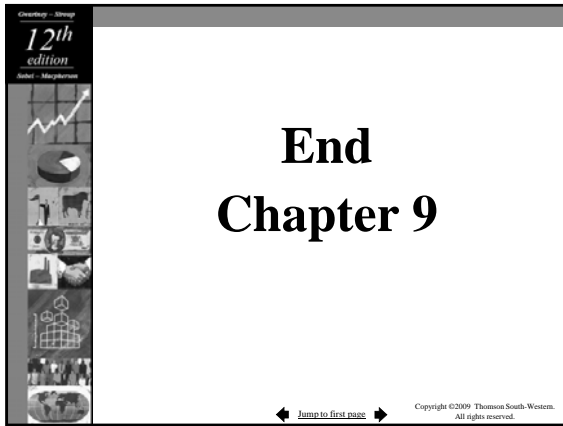 Gwartney – Stroup
12th
edition
Sobel – Macpherson
End
Chapter 9
Jump to first page
Copyright ©2009 Thomson South-Western.
All rights reserved.